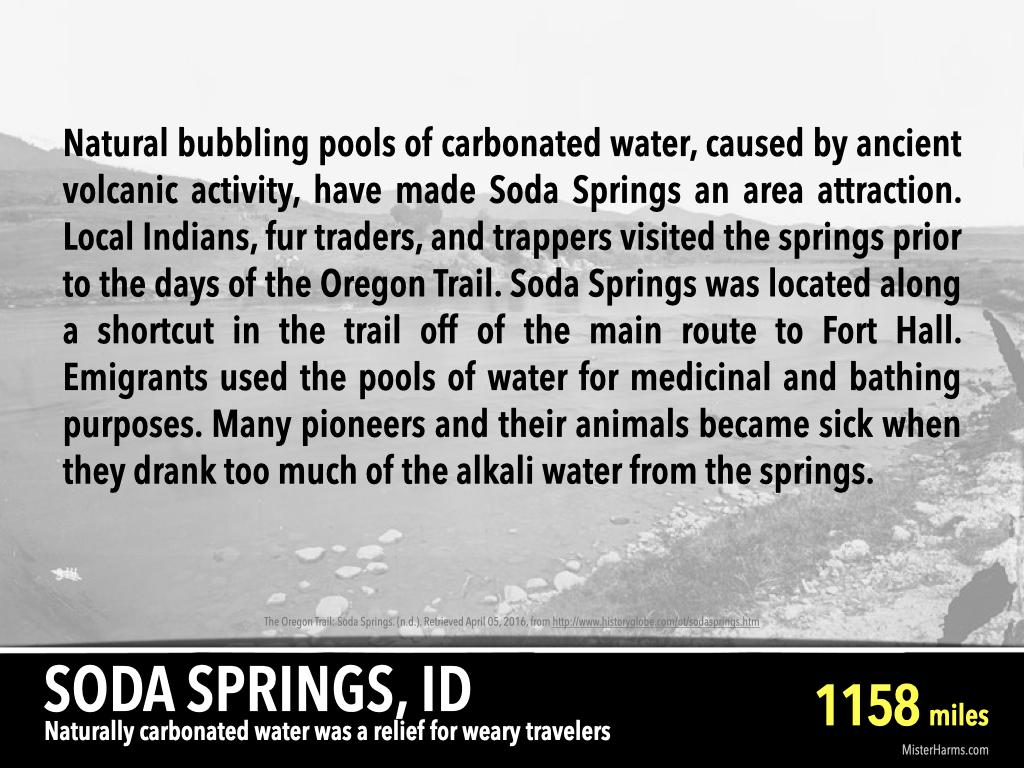 Natural bubbling pools of carbonated water, caused by ancient
volcanic activity, have made Soda Springs an area attraction.
Local Indians, fur traders, and trappers visited the springs prior
to the days of the Oregon Trail. Soda Springs was located along
a shortcut in the trail off of the main route to Fort Hall.
Emigrants used the pools of water for medicinal and bathing
purposes. Many pioneers and their animals became sick when
they drank too much of the alkali water from the springs.
The Oregon Trail: Soda Springs. (n.d.). Retrieved April 05, 2016, from http://www.historyglobe.com/ot/sodasprings.htm
SODA SPRINGS, ID
Naturally carbonated water was a relief for weary travelers
1158 miles
MisterHarms.com